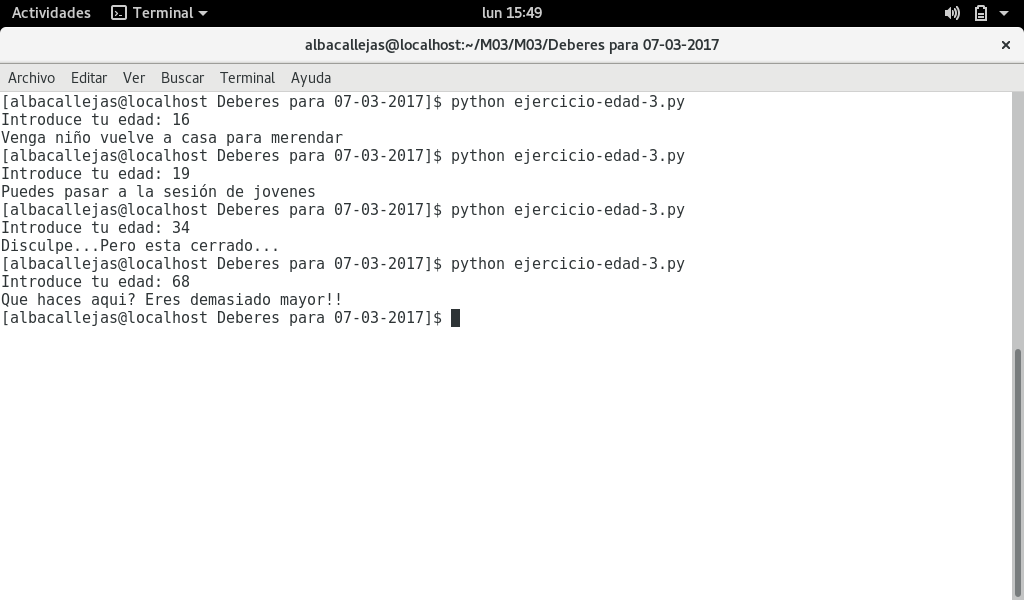 Actividades Terminal lun 15:49
albacallejas@localhost:~/M03/M03/Deberes para 07-03-2017
Archivo Editar Ver Buscar Terminal Ayuda
[albacallejas@localhost Deberes para 07-03-2017]$ python ejercicio-edad-3.py
Introduce tu edad: 16
Venga niño vuelve a casa para merendar
[albacallejas@localhost Deberes para 07-03-2017]$ python ejercicio-edad-3.py
Introduce tu edad: 19
Puedes pasar a la sesión de jovenes
[albacallejas@localhost Deberes para 07-03-2017]$ python ejercicio-edad-3.py
Introduce tu edad: 34
Disculpe...Pero esta cerrado...
[albacallejas@localhost Deberes para 07-03-2017]$ python ejercicio-edad-3.py
Introduce tu edad: 68
Que haces aqui? Eres demasiado mayor!!
[albacallejas@localhost Deberes para 07-03-2017]$